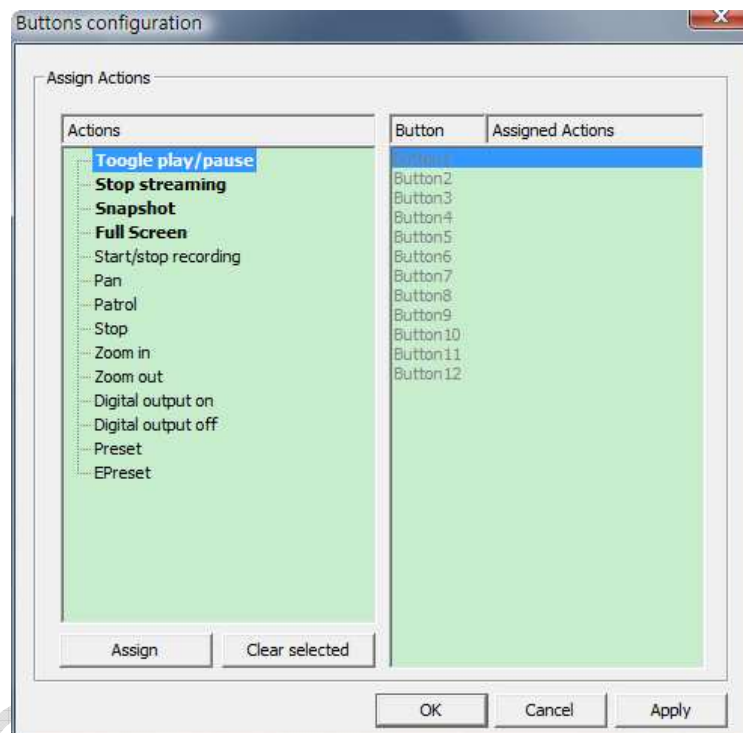 Buttons configuration
Assign Actions
Actions
Toogle play/pause
Stop streaming
Snapshot
Full Screen
Start/stop recording
Pan
Patrol
Stop
Zoom in
Zoom out
Digital output on
Digital output off
Preset
EPreset
Assign
Clear selected
Button
Assigned Actions
Button1
Button2
Button3
Button4
Button5
Button6
Button7
Button8
Button9
Button10
Button11
Button12
OK
Cancel
Apply